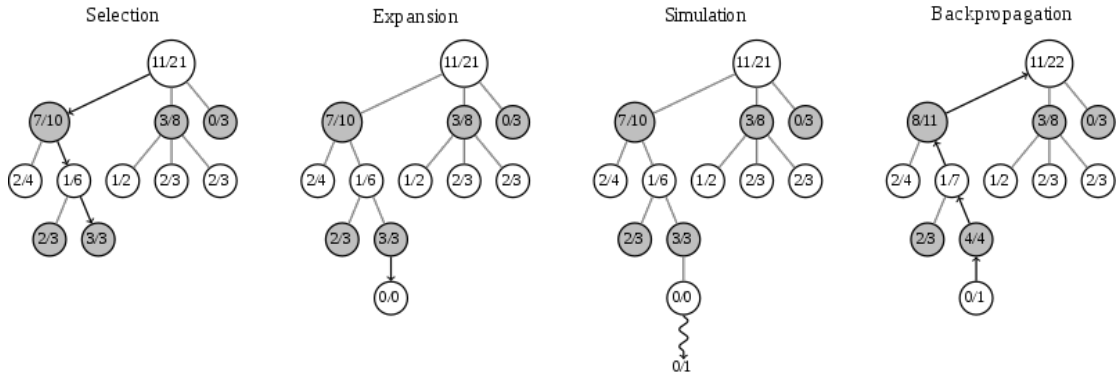 Selection Expansion Simulation Backpropagation
11/21 11/21 11/21 11/22
7/10 3/8 0/3 7/10 3/8 0/3 7/10 3/8 0/3 8/11 3/8 0/3
2/4 1/6 1/2 2/3 2/3 2/4 1/6 1/2 2/3 2/3 2/4 1/6 1/2 2/3 2/3 2/4 1/7 1/2 2/3 2/3
2/3 3/3 2/3 3/3 2/3 3/3 2/3 4/4
0/0 0/0 0/1
0/1